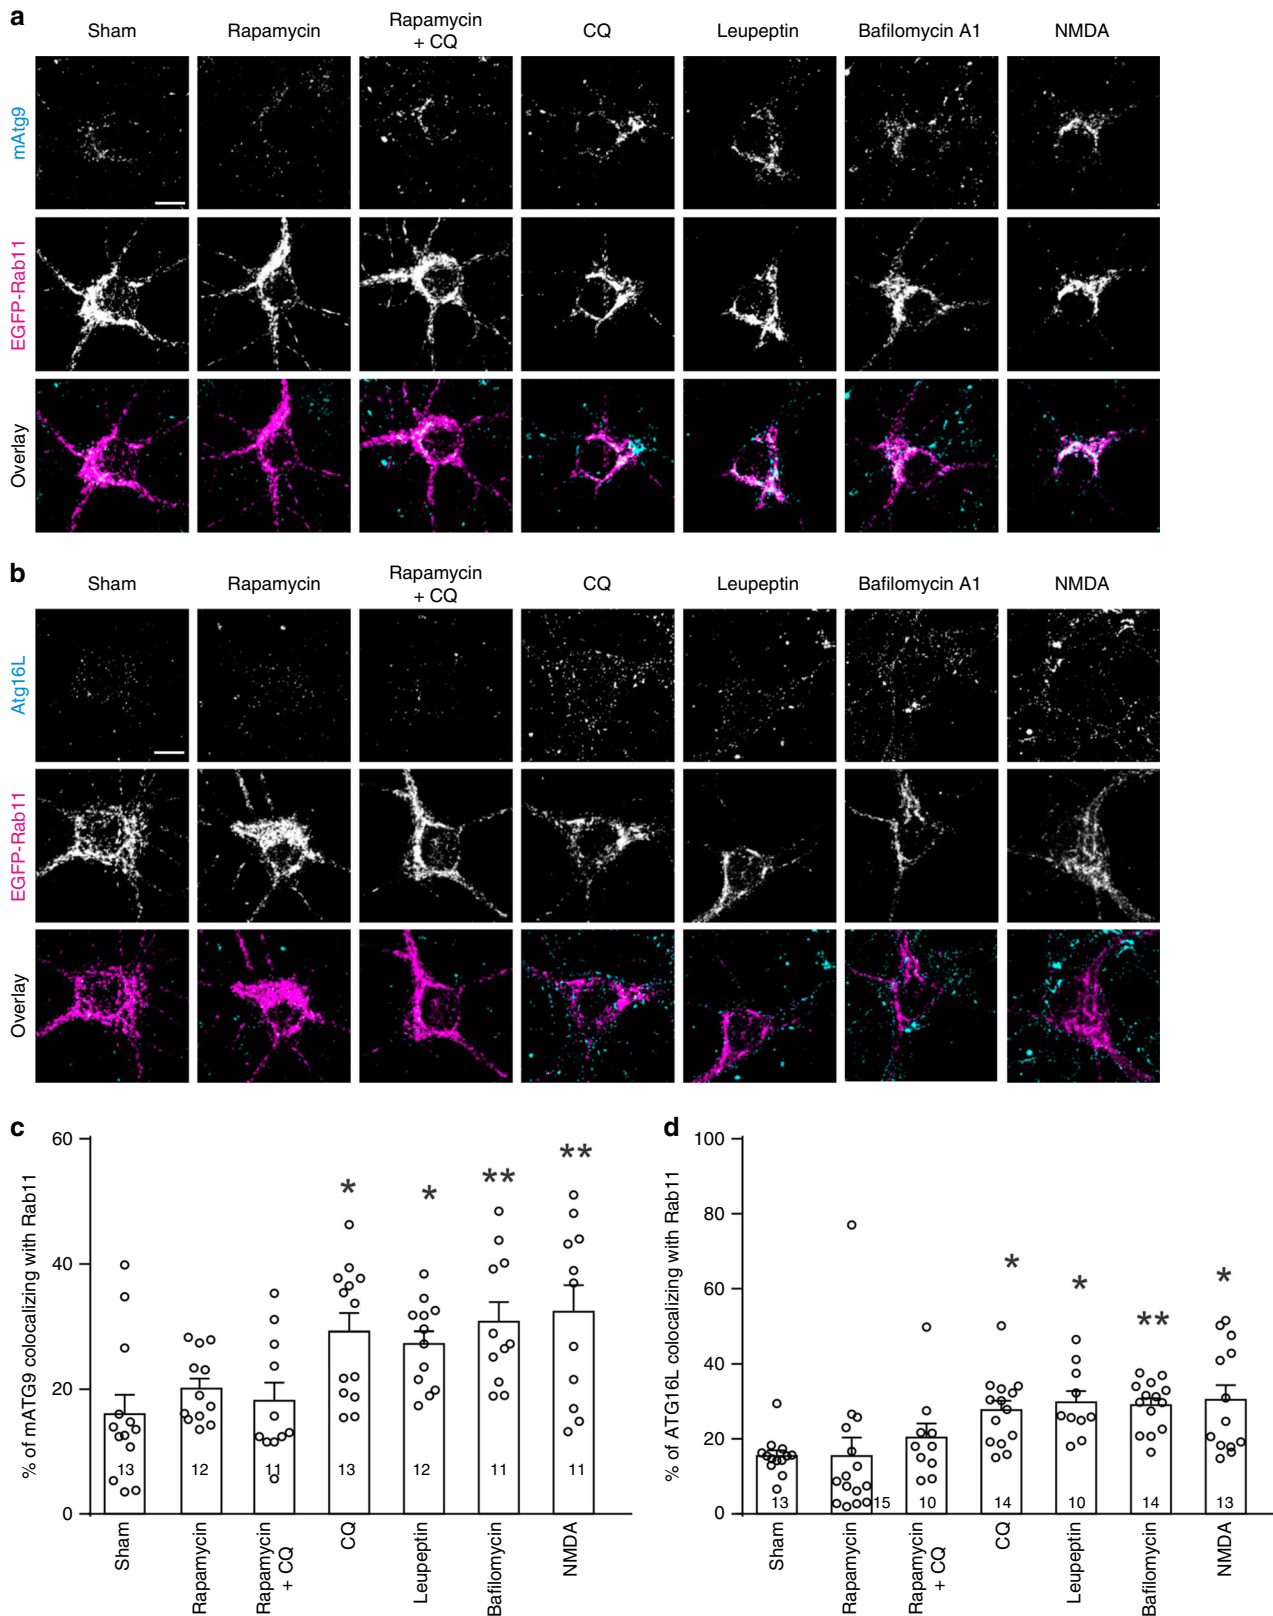 a
Sham
Rapamycin
Rapamycin
+ CQ
CQ
Leupeptin
Bafilomycin A1
NMDA
mAtg9
EGFP-Rab11
Overlay
b
Sham
Rapamycin
Rapamycin
+ CQ
CQ
Leupeptin
Bafilomycin A1
NMDA
Atg16L
EGFP-Rab11
Overlay
c
% of mATG9 colocalizing with Rab11
60
40
20
0
*
*
**
**
13
12
11
13
12
11
11
Sham
Rapamycin
Rapamycin
+ CQ
CQ
Leupeptin
Bafilomycin
NMDA
d
% of ATG16L colocalizing with Rab11
100
80
60
40
20
0
*
*
**
*
13
15
10
14
10
14
13
Sham
Rapamycin
Rapamycin
+ CQ
CQ
Leupeptin
Bafilomycin
NMDA